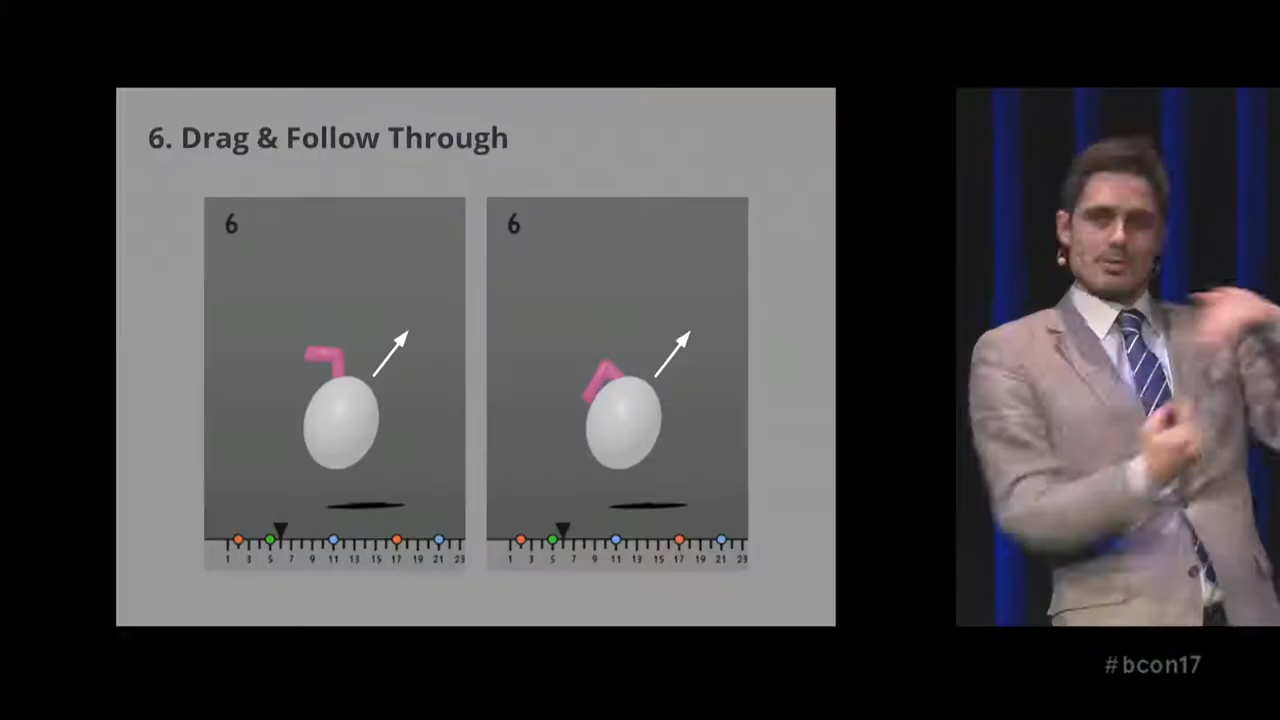 6. Drag & Follow Through
6
6
1 3 5 7 9 11 13 15 17 19 21 23
1 3 5 7 9 11 13 15 17 19 21 23
#bcon17